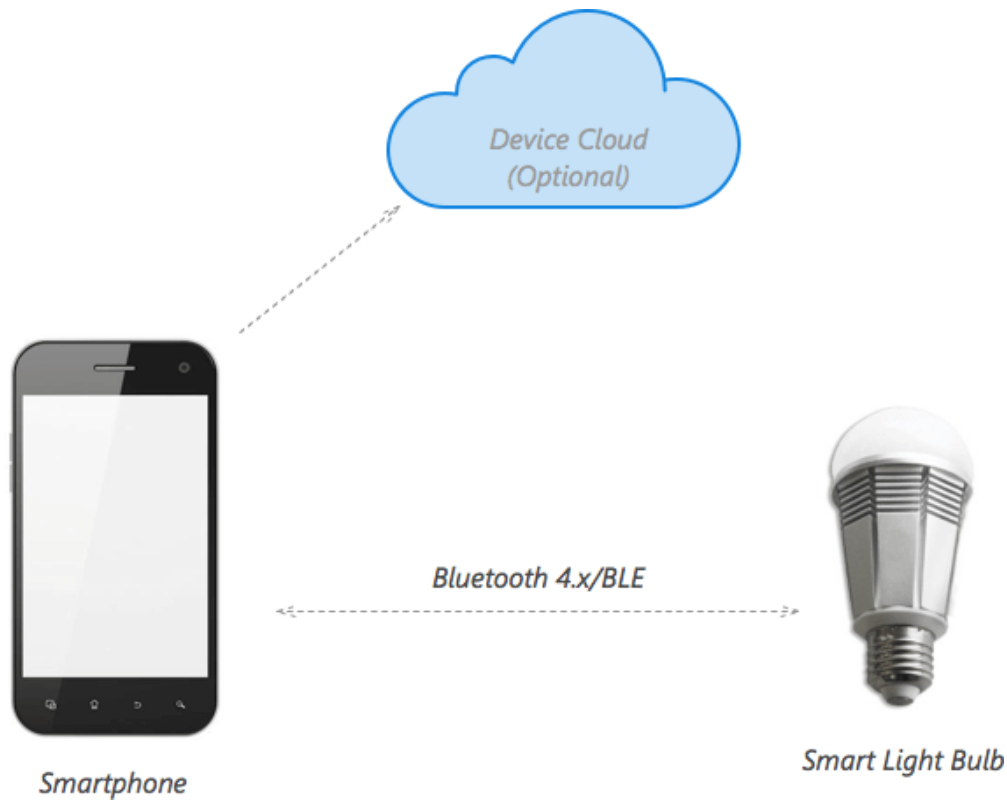 Device Cloud
(Optional)
Bluetooth 4.x/BLE
Smart Light Bulb
Smartphone